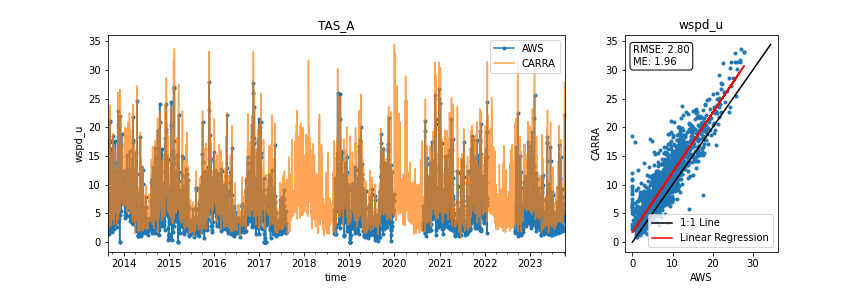 TAS_A
wspd_u
35
30
25
20
15
10
5
0
wspd_u
AWS
CARRA
2014 2015 2016 2017 2018 2019 2020 2021 2022 2023
time
wspd_u
35
30
25
20
15
10
5
0
CARRA
RMSE: 2.80
ME: 1.96
1:1 Line
Linear Regression
0 10 20 30
AWS